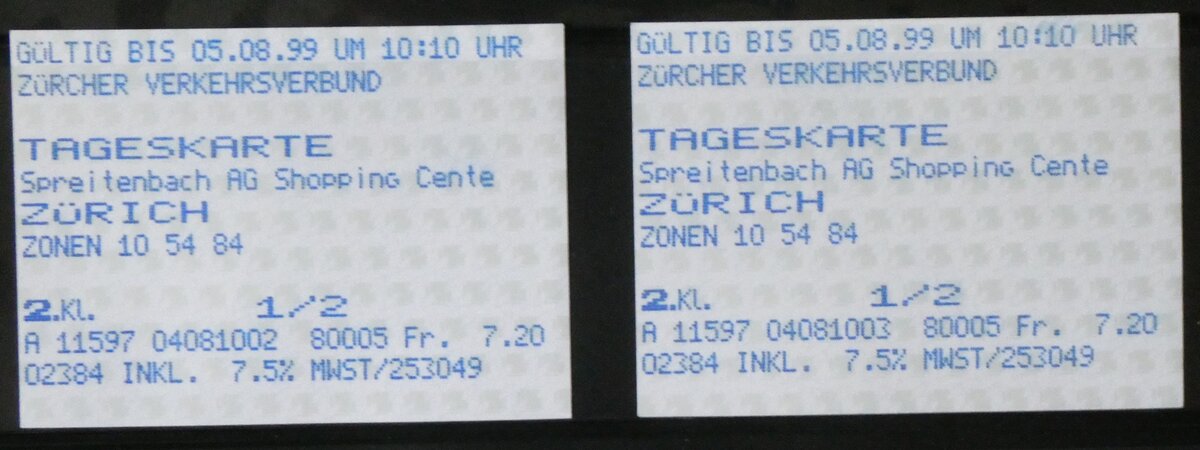 GÜLTIG BIS 05.08.99 UM 10:10 UHR
ZÜRCHER VERKEHRSVERBUND
TAGESKARTE
Spreitenbach AG Shopping Cente
ZÜRICH
ZONEN 10 54 84
2.Kl. 1/2
A 11597 04081002 80005 Fr. 7.20
02384 INKL. 7.5% MWST/253049
GÜLTIG BIS 05.08.99 UM 10:10 UHR
ZÜRCHER VERKEHRSVERBUND
TAGESKARTE
Spreitenbach AG Shopping Cente
ZÜRICH
ZONEN 10 54 84
2.Kl. 1/2
A 11597 04081003 80005 Fr. 7.20
02384 INKL. 7.5% MWST/253049